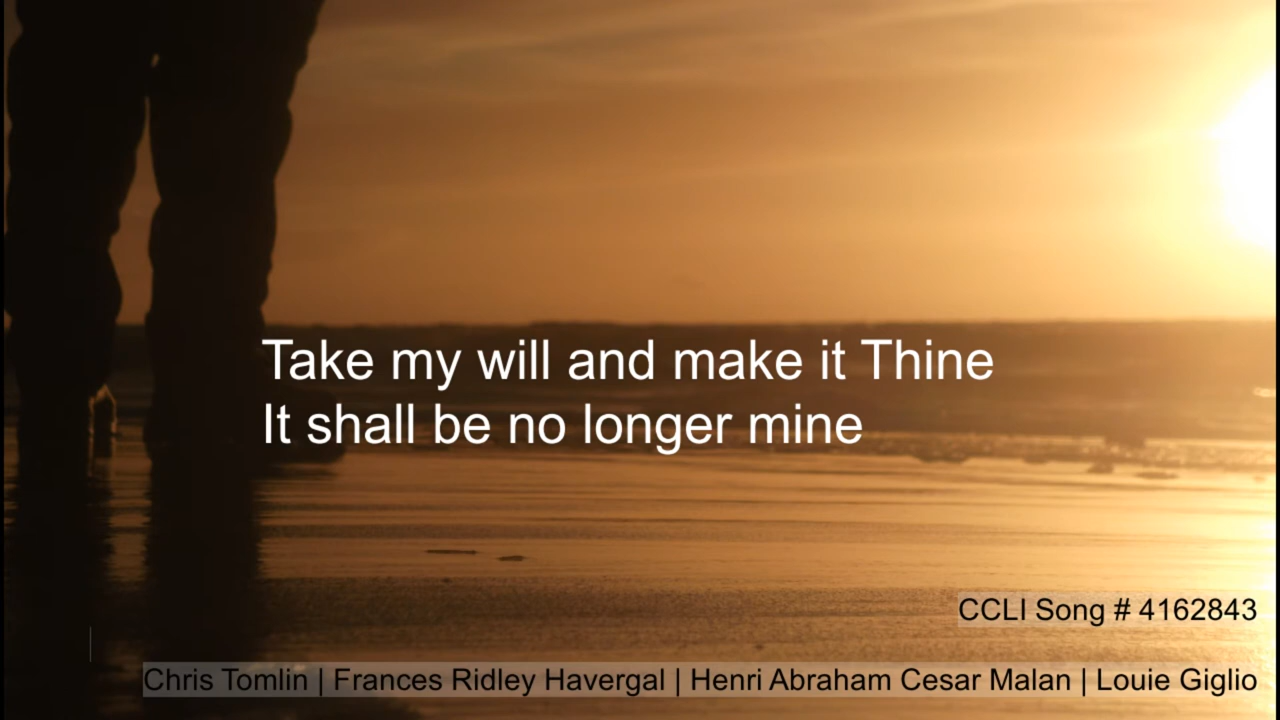 Take my will and make it Thine
It shall be no longer mine
CCLI Song # 4162843
Chris Tomlin | Frances Ridley Havergal | Henri Abraham Cesar Malan | Louie Giglio